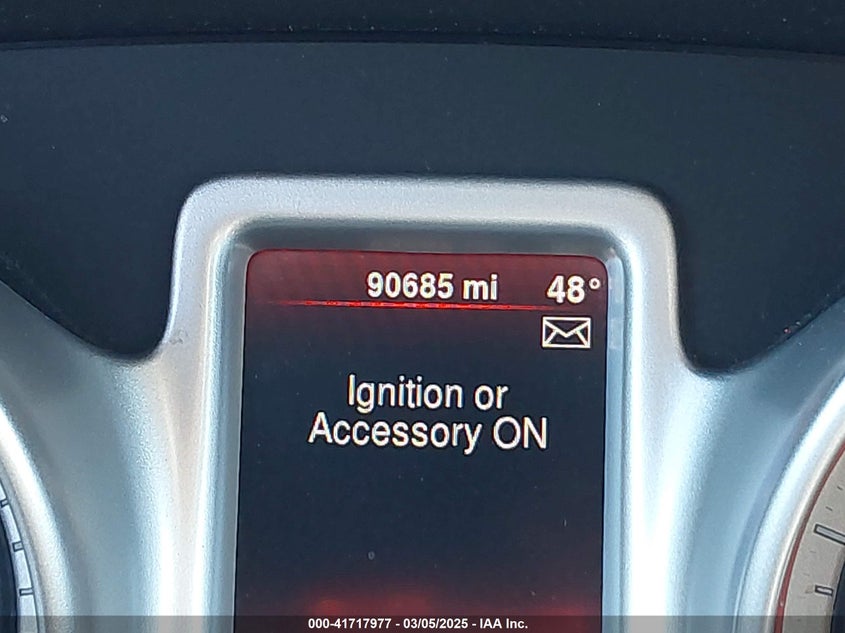 90685 mi 48°
Ignition or
Accessory ON
000-41717977 - 03/05/2025 - IAA Inc.